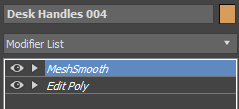 Desk Handles 004
Modifier List
MeshSmooth
Edit Poly